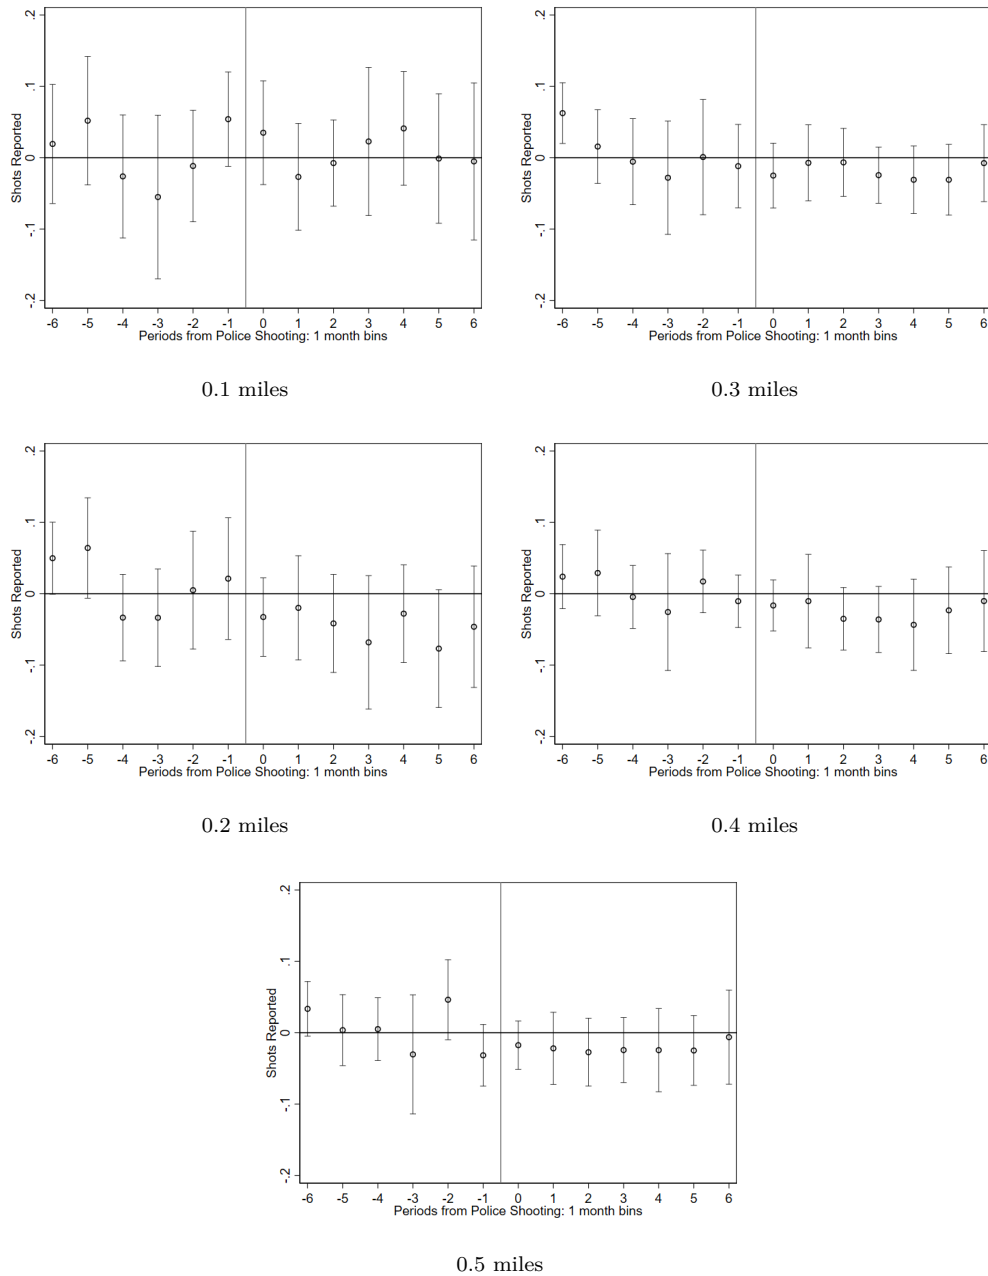 .2
.1
0
-.1
-.2
Shots Reported
-6 -5 -4 -3 -2 -1 0 1 2 3 4 5 6
Periods from Police Shooting: 1 month bins
0.1 miles
.2
.1
0
-.1
-.2
Shots Reported
-6 -5 -4 -3 -2 -1 0 1 2 3 4 5 6
Periods from Police Shooting: 1 month bins
0.3 miles
.2
.1
0
-.1
-.2
Shots Reported
-6 -5 -4 -3 -2 -1 0 1 2 3 4 5 6
Periods from Police Shooting: 1 month bins
0.2 miles
.2
.1
0
-.1
-.2
Shots Reported
-6 -5 -4 -3 -2 -1 0 1 2 3 4 5 6
Periods from Police Shooting: 1 month bins
0.4 miles
.2
.1
0
-.1
-.2
Shots Reported
-6 -5 -4 -3 -2 -1 0 1 2 3 4 5 6
Periods from Police Shooting: 1 month bins
0.5 miles